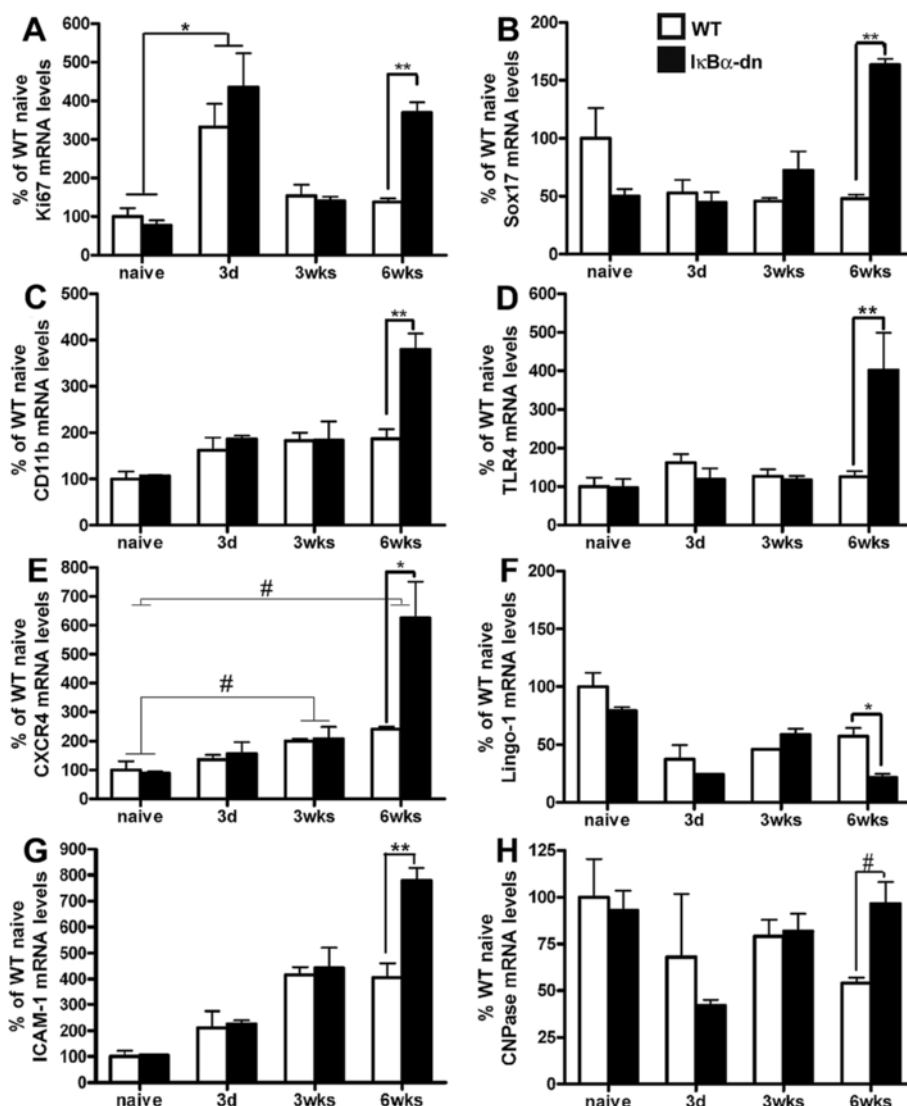 A
% of WT naive
Ki67 mRNA levels
600
500
400
300
200
100
0
*
**
naive 3d 3wks 6wks
B
% of WT naive
Sox17 mRNA levels
200
150
100
50
0
WT
IκBα-dn
**
naive 3d 3wks 6wks
C
% of WT naive
CD11b mRNA levels
500
400
300
200
100
0
**
naive 3d 3wks 6wks
D
% of WT naive
TLR4 mRNA levels
600
500
400
300
200
100
0
**
naive 3d 3wks 6wks
E
% of WT naive
CXCR4 mRNA levels
800
700
600
500
400
300
200
100
0
#
#
*
naive 3d 3wks 6wks
F
% of WT naive
Lingo-1 mRNA levels
200
150
100
50
0
*
naive 3d 3wks 6wks
G
% of WT naive
ICAM-1 mRNA levels
900
800
700
600
500
400
300
200
100
0
**
naive 3d 3wks 6wks
H
% WT naive
CNPase mRNA levels
125
100
75
50
25
0
#
naive 3d 3wks 6wks